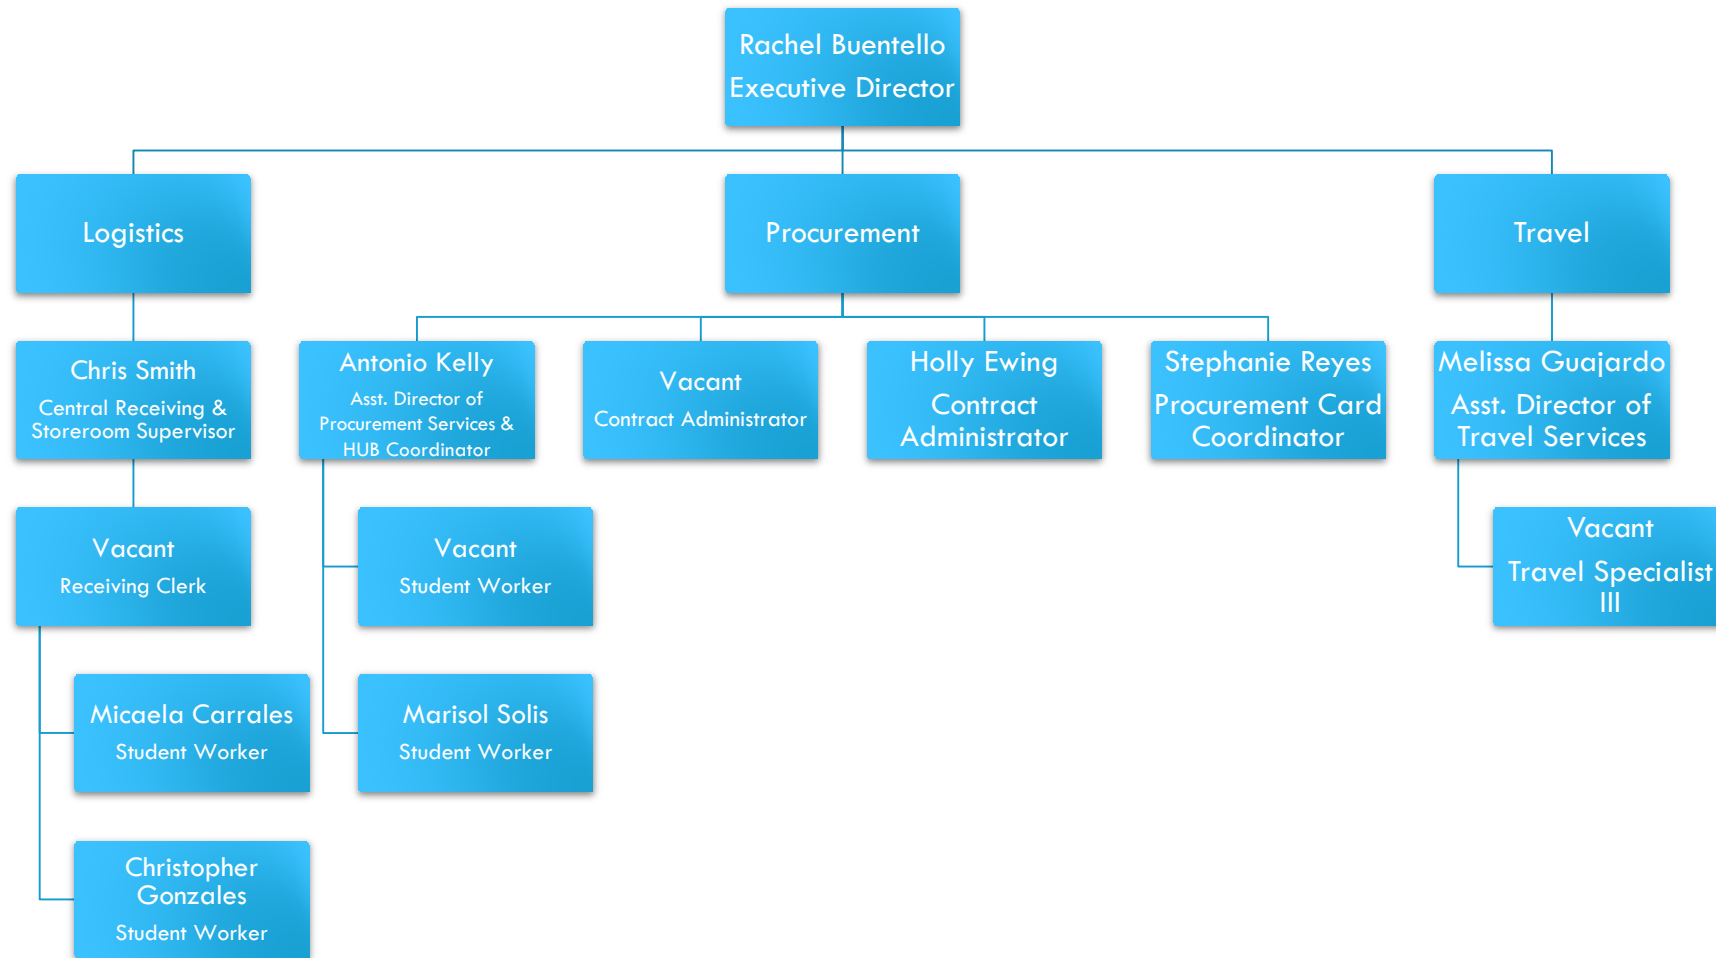 Rachel Buentello
Executive Director
Logistics
Procurement
Travel
Chris Smith
Central Receiving &
Storeroom Supervisor
Antonio Kelly
Asst. Director of
Procurement Services &
HUB Coordinator
Vacant
Contract Administrator
Holly Ewing
Contract
Administrator
Stephanie Reyes
Procurement Card
Coordinator
Melissa Guajardo
Asst. Director of
Travel Services
Vacant
Receiving Clerk
Vacant
Student Worker
Vacant
Travel Specialist
III
Micaela Carrales
Student Worker
Marisol Solis
Student Worker
Christopher
Gonzales
Student Worker